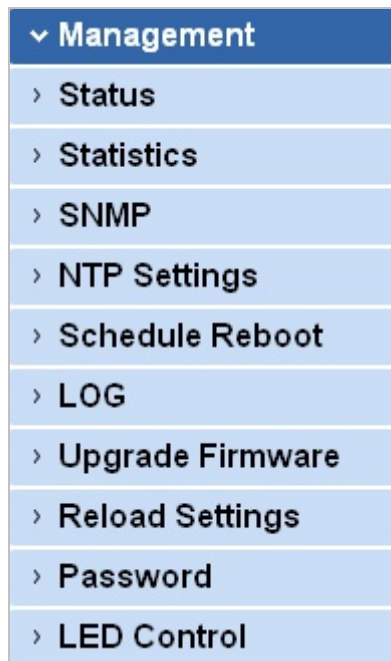 Management
Status
Statistics
SNMP
NTP Settings
Schedule Reboot
LOG
Upgrade Firmware
Reload Settings
Password
LED Control